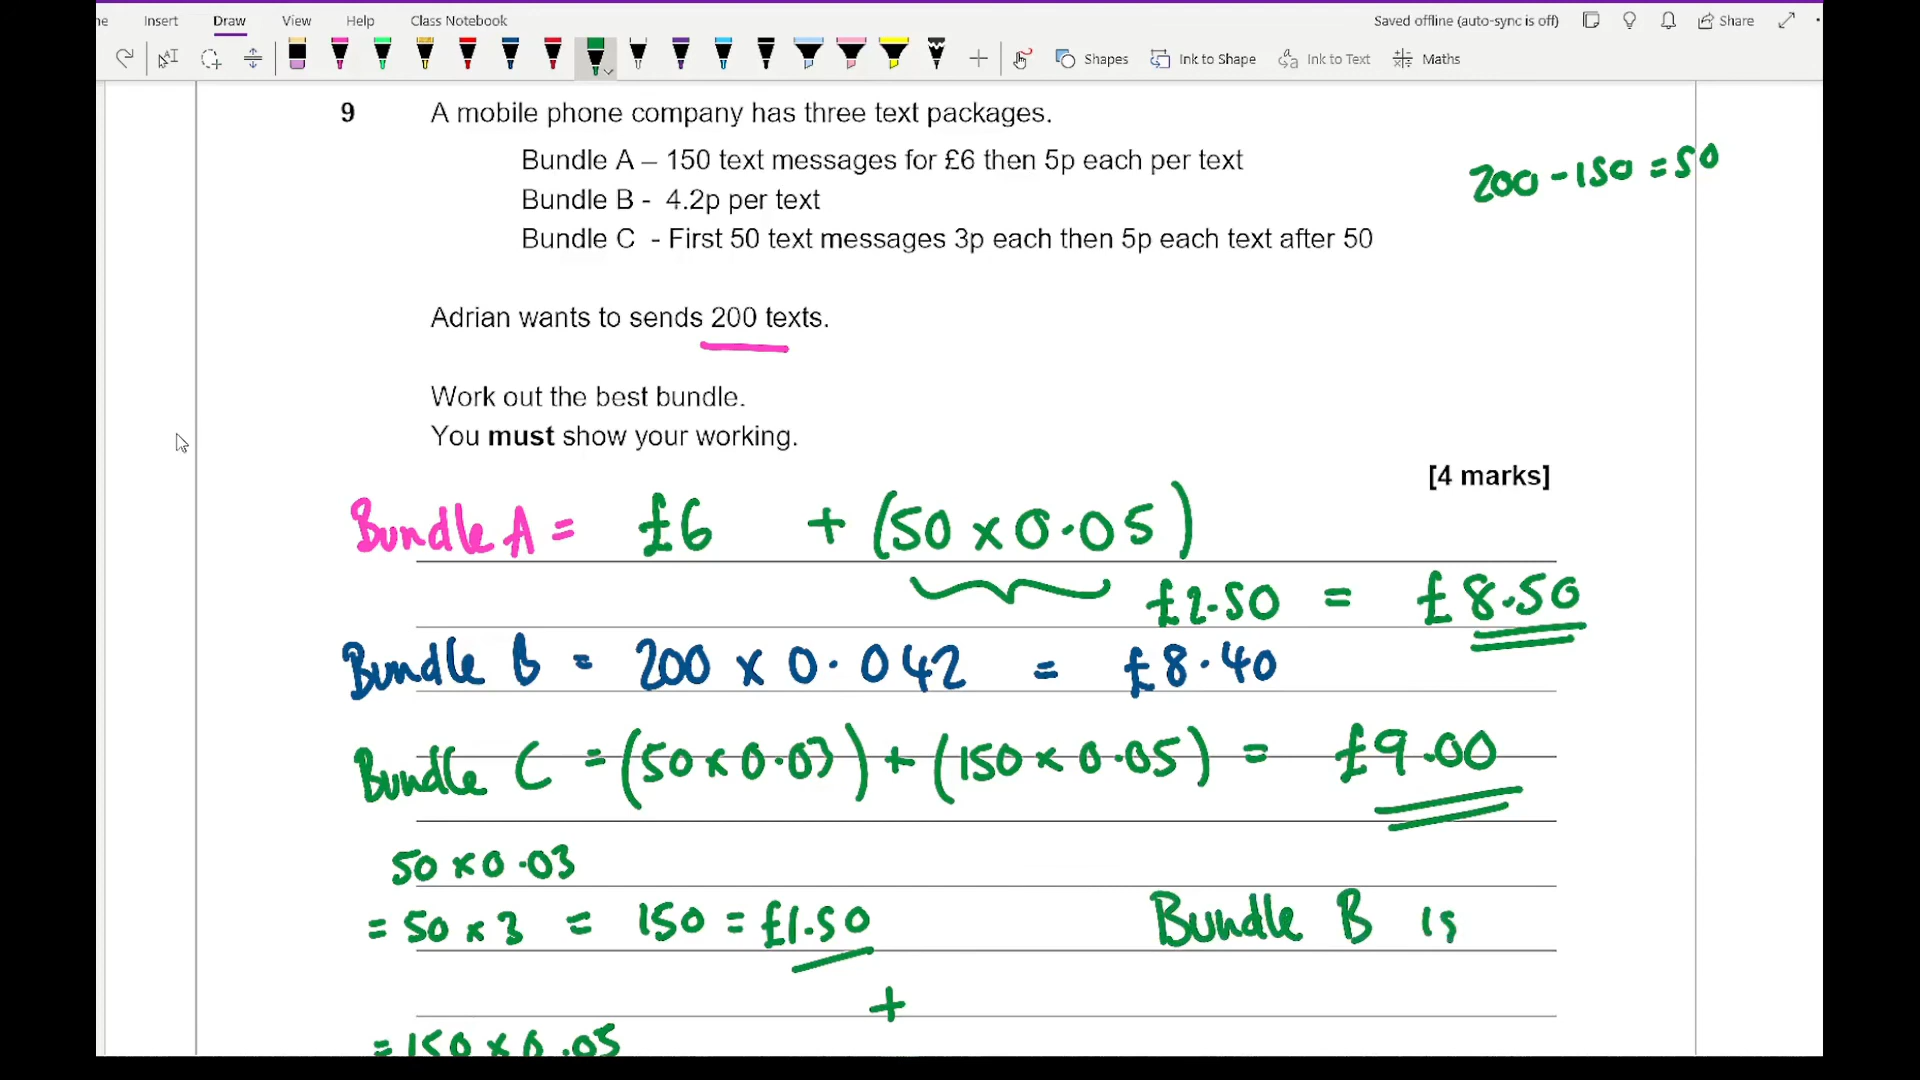 Insert Draw View Help Class Notebook Saved offline (auto-sync is off) Share
Shapes Ink to Shape Ink to Text Maths
9 A mobile phone company has three text packages.
Bundle A – 150 text messages for £6 then 5p each per text
200 - 150 = 50
Bundle B - 4.2p per text
Bundle C - First 50 text messages 3p each then 5p each text after 50
Adrian wants to sends 200 texts.
Work out the best bundle.
You must show your working.
[4 marks]
Bundle A = £6 + (50 x 0.05)
£2.50 = £8.50
Bundle B = 200 x 0.042 = £8.40
Bundle C = (50 x 0.03) + (150 x 0.05) = £9.00
50 x 0.03
= 50 x 3 = 150 = £1.50
Bundle B is
+
= 150 x 0.05